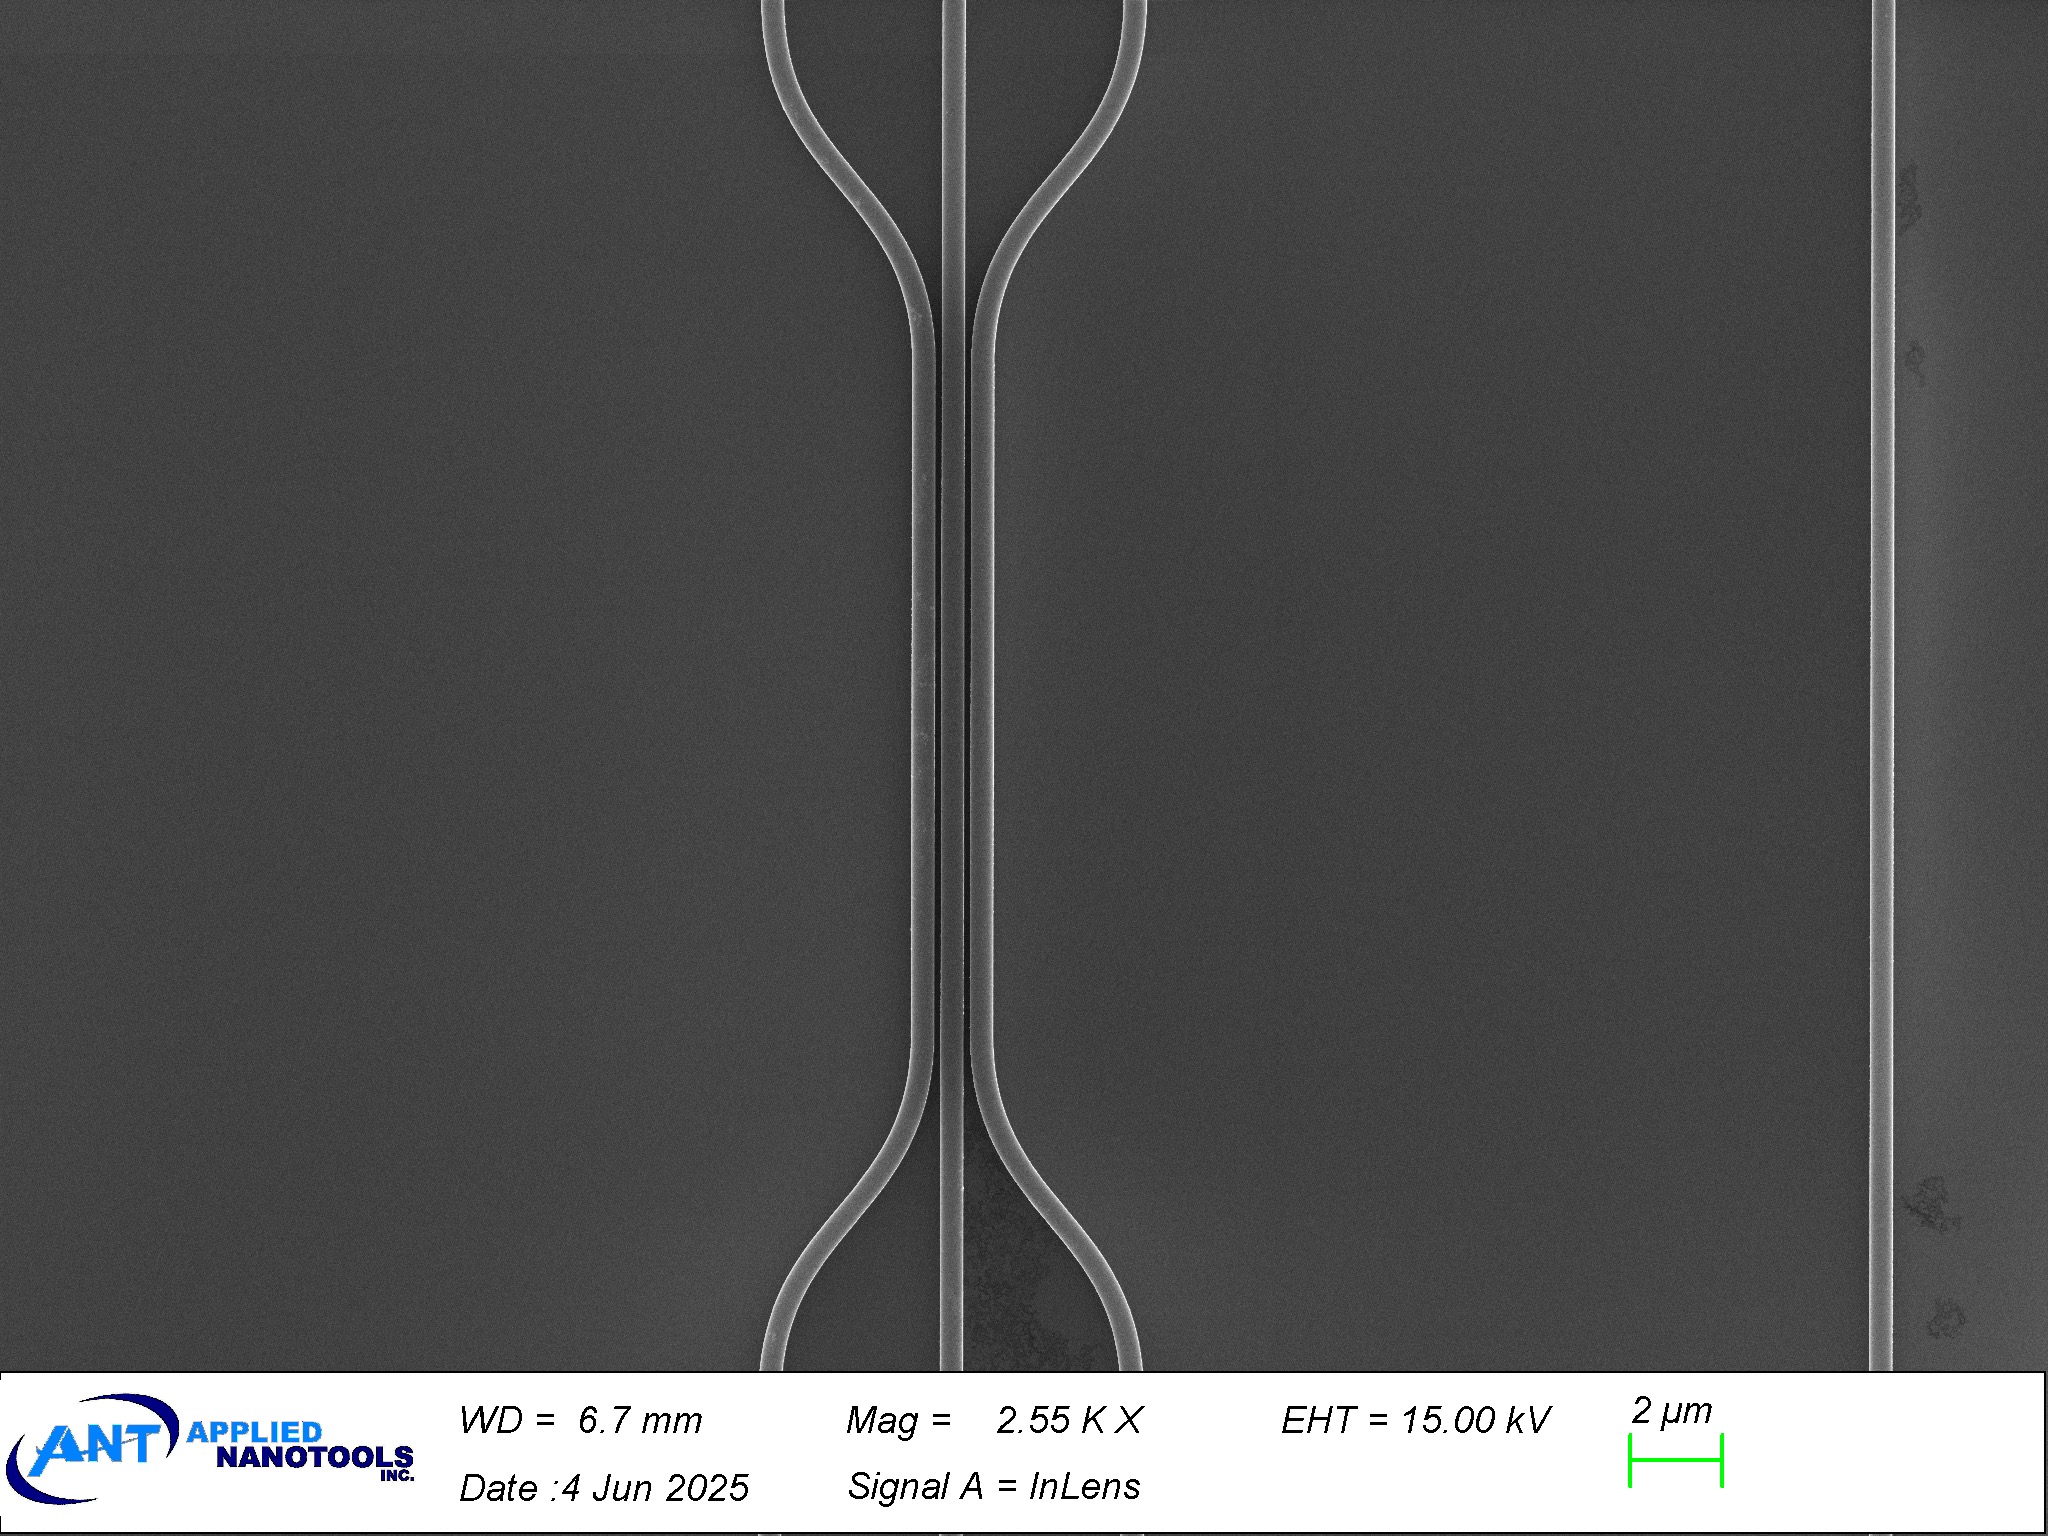 ANT APPLIED
NANOTOOLS
INC.
WD = 6.7 mm Mag = 2.55 K X EHT = 15.00 kV 2 µm
Date :4 Jun 2025 Signal A = InLens